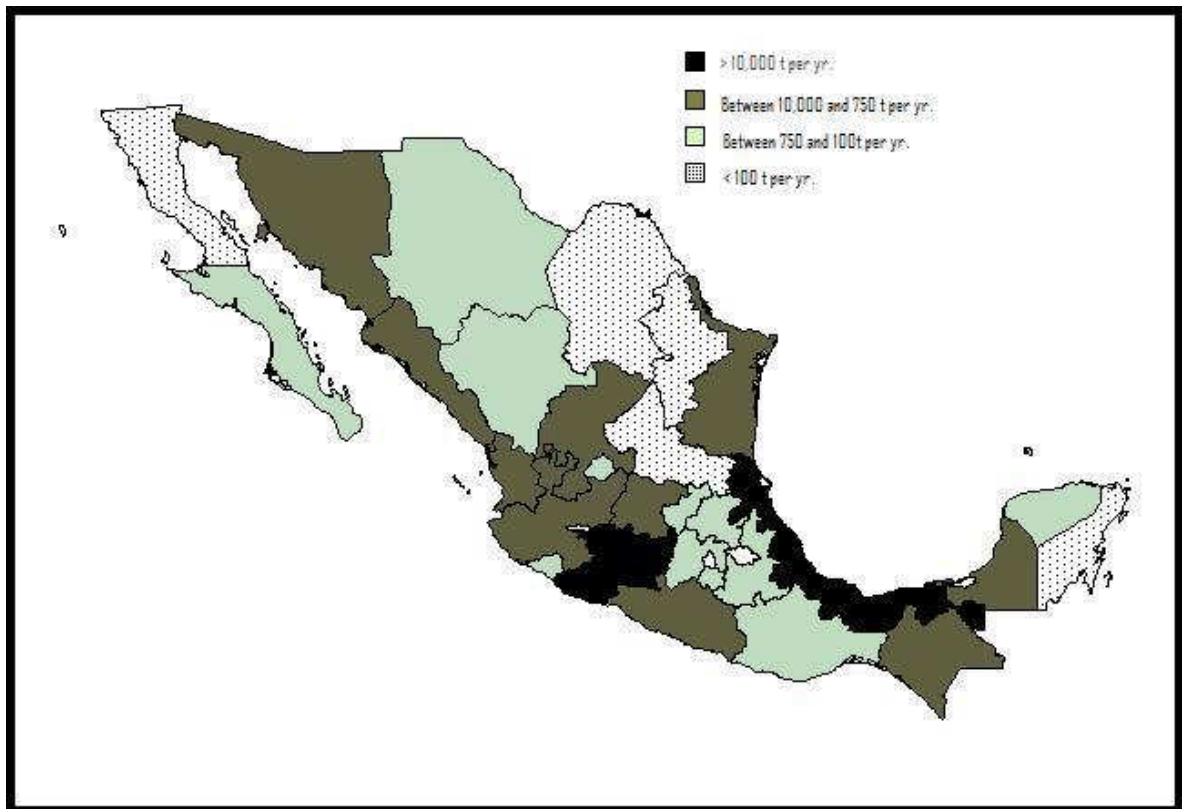 > 10,000 t per yr.
Between 10,000 and 750 t per yr.
Between 750 and 100t per yr.
< 100 t per yr.